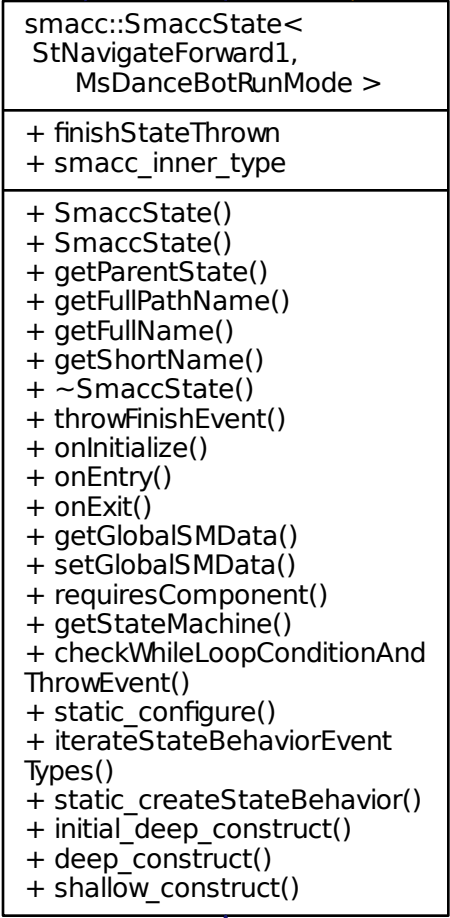 smacc::SmaccState<
StNavigateForward1,
MsDanceBotRunMode >
+ finishStateThrown
+ smacc_inner_type
+ SmaccState()
+ SmaccState()
+ getParentState()
+ getFullPathName()
+ getFullName()
+ getShortName()
+ ~SmaccState()
+ throwFinishEvent()
+ onInitialize()
+ onEntry()
+ onExit()
+ getGlobalSMData()
+ setGlobalSMData()
+ requiresComponent()
+ getStateMachine()
+ checkWhileLoopConditionAnd
ThrowEvent()
+ static_configure()
+ iterateStateBehaviorEvent
Types()
+ static_createStateBehavior()
+ initial_deep_construct()
+ deep_construct()
+ shallow_construct()